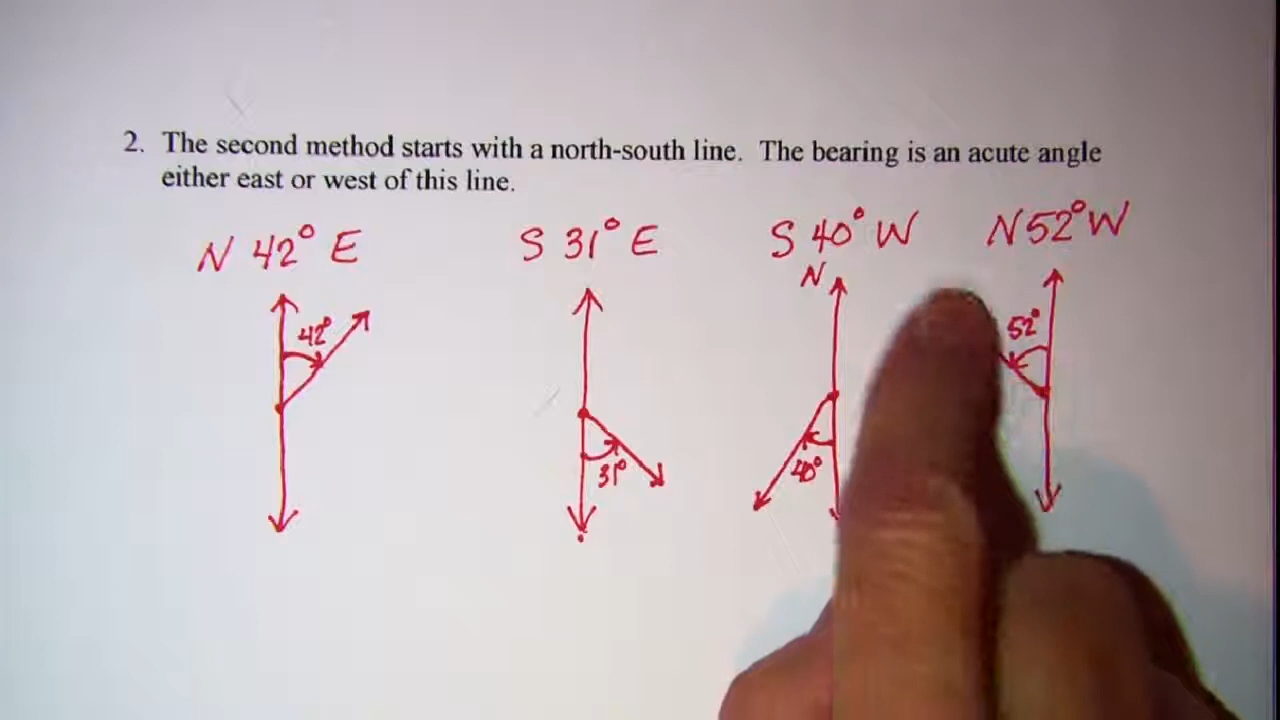 2. The second method starts with a north-south line. The bearing is an acute angle
either east or west of this line.
N 42° E S 31° E S 40° W N 52° W
N
42° 52°
31° 40°